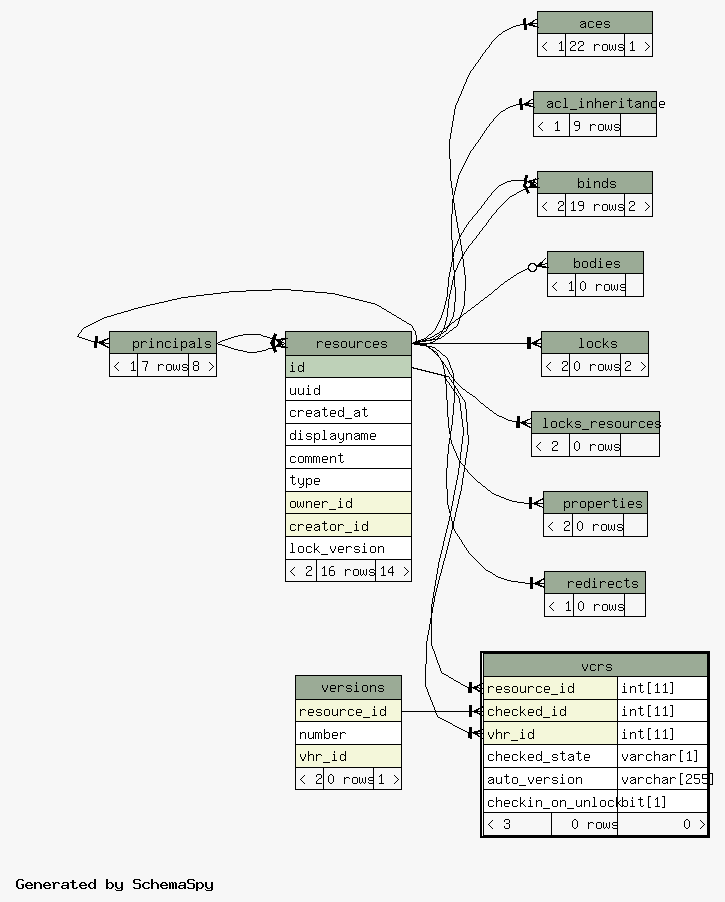 aces
< 1 22 rows 1 >
acl_inheritance
< 1 9 rows
binds
< 2 19 rows 2 >
bodies
< 1 0 rows
principals
< 1 7 rows 8 >
resources
id
uuid
created_at
displayname
comment
type
owner_id
creator_id
lock_version
< 2 16 rows 14 >
locks
< 2 0 rows 2 >
locks_resources
< 2 0 rows
properties
< 2 0 rows
redirects
< 1 0 rows
versions
resource_id
number
vhr_id
< 2 0 rows 1 >
vcrs
resource_id int[11]
checked_id int[11]
vhr_id int[11]
checked_state varchar[1]
auto_version varchar[255]
checkin_on_unlock bit[1]
< 3 0 rows 0 >
Generated by SchemaSpy